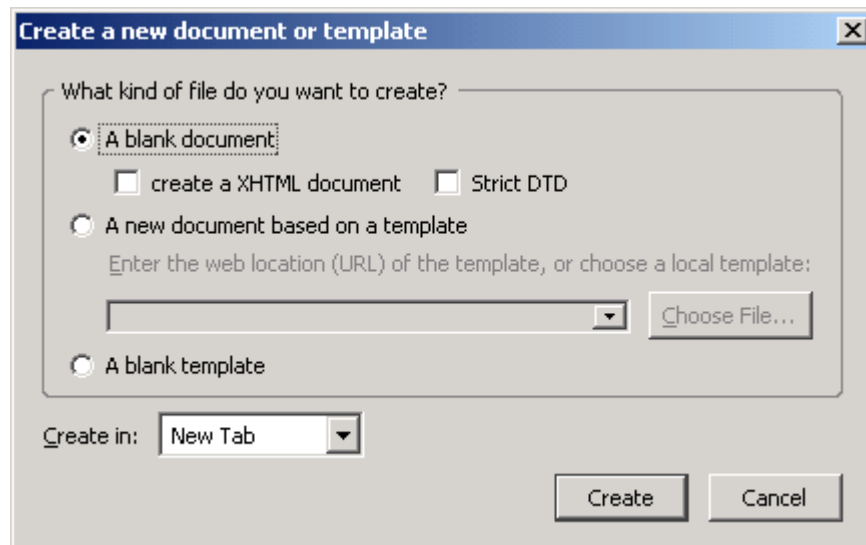 Create a new document or template
What kind of file do you want to create?
A blank document
create a XHTML document Strict DTD
A new document based on a template
Enter the web location (URL) of the template, or choose a local template:
Choose File...
A blank template
Create in: New Tab
Create Cancel